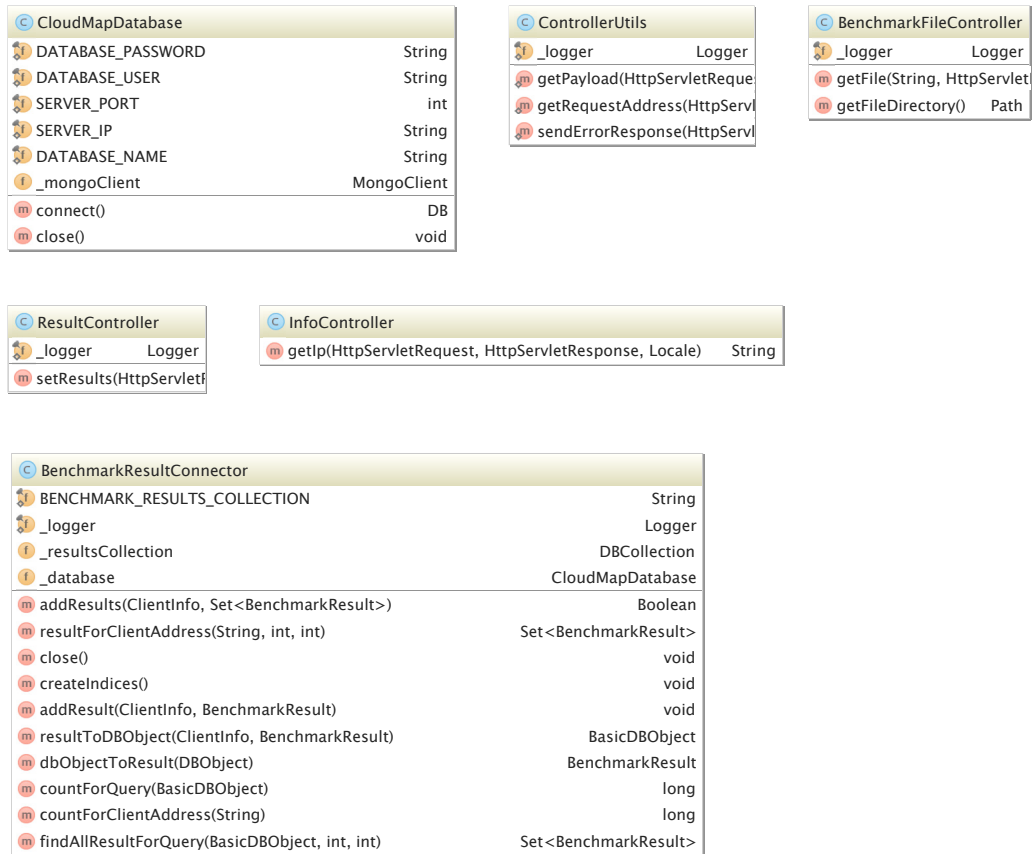 CloudMapDatabase
DATABASE_PASSWORD String
DATABASE_USER String
SERVER_PORT int
SERVER_IP String
DATABASE_NAME String
_mongoClient MongoClient
connect() DB
close() void
ControllerUtils
_logger Logger
getPayload(HttpServletReque
getRequestAddress(HttpServl
sendErrorResponse(HttpServl
BenchmarkFileController
_logger Logger
getFile(String, HttpServlet
getFileDirectory() Path
ResultController
_logger Logger
setResults(HttpServlet
InfoController
getIp(HttpServletRequest, HttpServletResponse, Locale) String
BenchmarkResultConnector
BENCHMARK_RESULTS_COLLECTION String
_logger Logger
_resultsCollection DBCollection
_database CloudMapDatabase
addResults(ClientInfo, Set<BenchmarkResult>) Boolean
resultForClientAddress(String, int, int) Set<BenchmarkResult>
close() void
createIndices() void
addResult(ClientInfo, BenchmarkResult) void
resultToDBObject(ClientInfo, BenchmarkResult) BasicDBObject
dbObjectToResult(DBObject) BenchmarkResult
countForQuery(BasicDBObject) long
countForClientAddress(String) long
findAllResultForQuery(BasicDBObject, int, int) Set<BenchmarkResult>